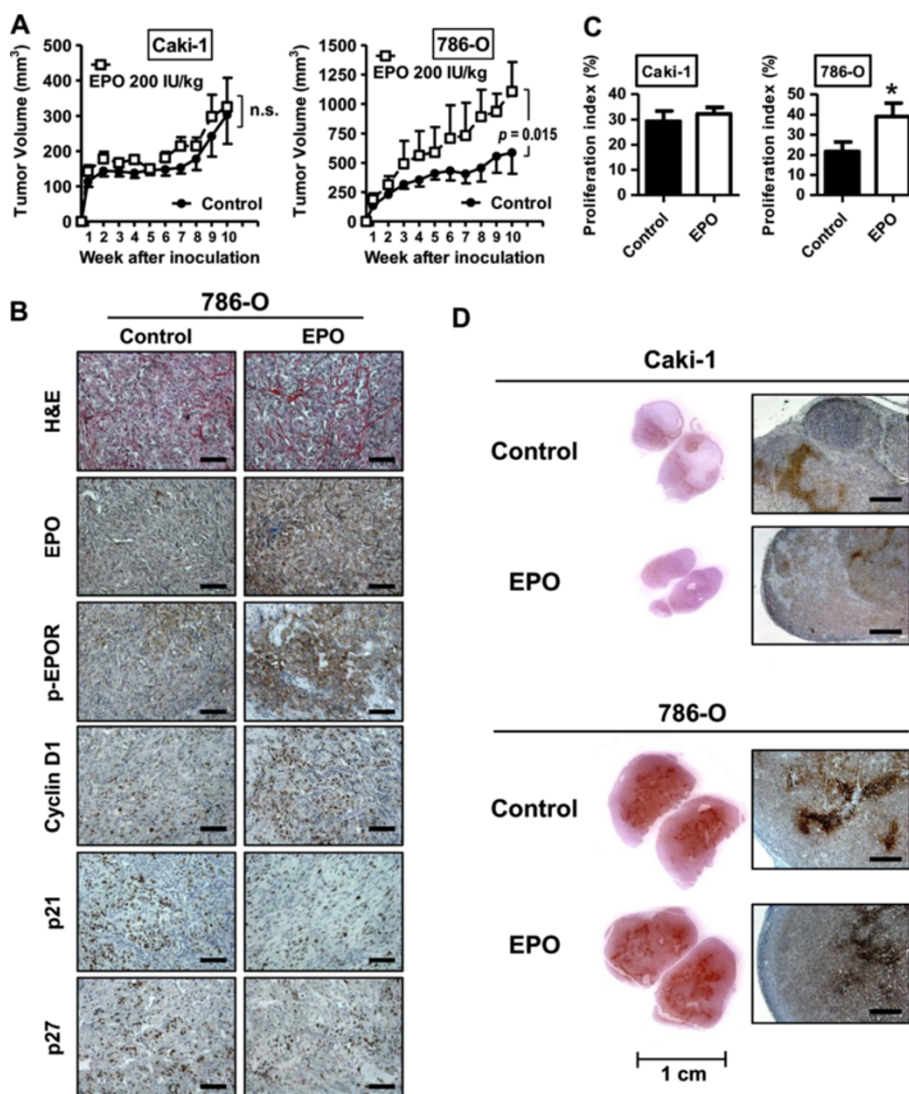 A
Caki-1
Tumor Volume (mm³)
500
400
300
200
100
0
EPO 200 IU/kg
n.s.
Control
1 2 3 4 5 6 7 8 9 10
Week after inoculation
786-O
Tumor Volume (mm³)
1500
1250
1000
750
500
250
0
EPO 200 IU/kg
p = 0.015
Control
1 2 3 4 5 6 7 8 9 10
Week after inoculation
C
Caki-1
Proliferation index (%)
40
30
20
10
0
Control
EPO
786-O
Proliferation index (%)
50
40
30
20
10
0
*
Control
EPO
B
786-O
Control EPO
H&E
EPO
p-EPOR
Cyclin D1
p21
p27
D
Caki-1
Control
EPO
786-O
Control
EPO
1 cm